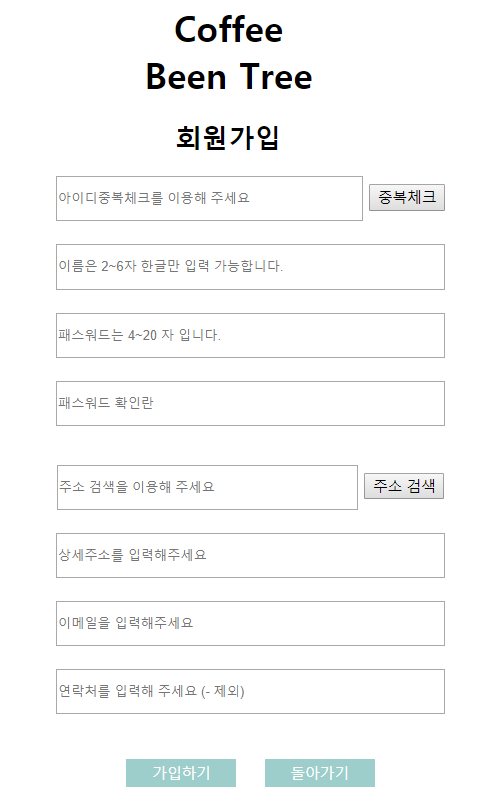 Coffee
Been Tree
회원가입
아이디중복체크를 이용해 주세요 중복체크
이름은 2~6자 한글만 입력 가능합니다.
패스워드는 4~20 자 입니다.
패스워드 확인란
주소 검색을 이용해 주세요 주소 검색
상세주소를 입력해주세요
이메일을 입력해주세요
연락처를 입력해 주세요 (- 제외)
가입하기 돌아가기